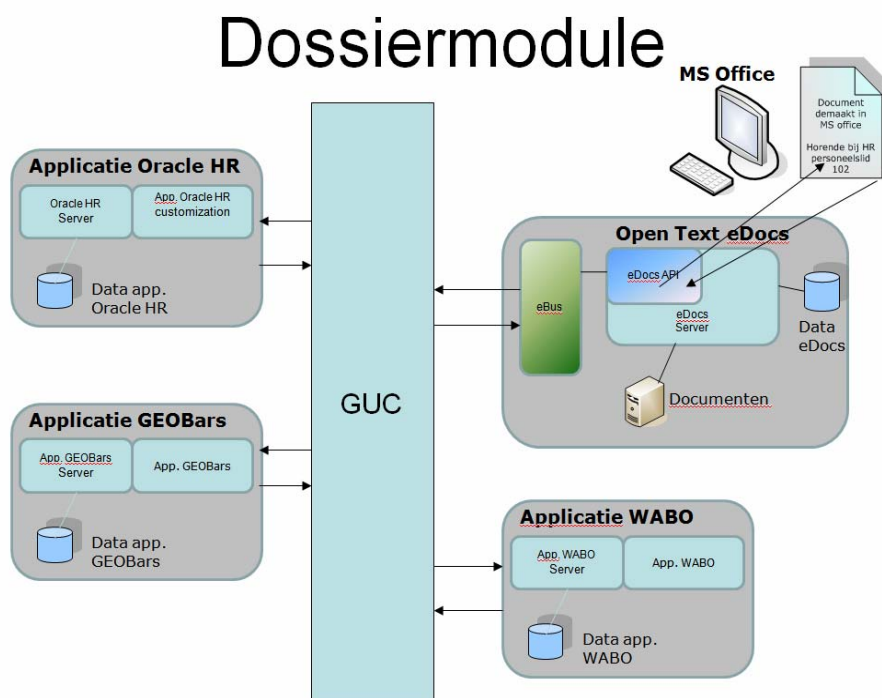 Dossiermodule
MS Office
Document
demaakt in
MS office
Horende bij HR
personeelslid
102
Applicatie Oracle HR
Oracle HR
Server
App. Oracle HR
customization
Data app.
Oracle HR
Open Text eDocs
eBus
eDocs API
eDocs
Server
Data
eDocs
Documenten
GUC
Applicatie GEOBars
App. GEOBars
Server
App. GEOBars
Data app.
GEOBars
Applicatie WABO
App. WABO
Server
App. WABO
Data app.
WABO